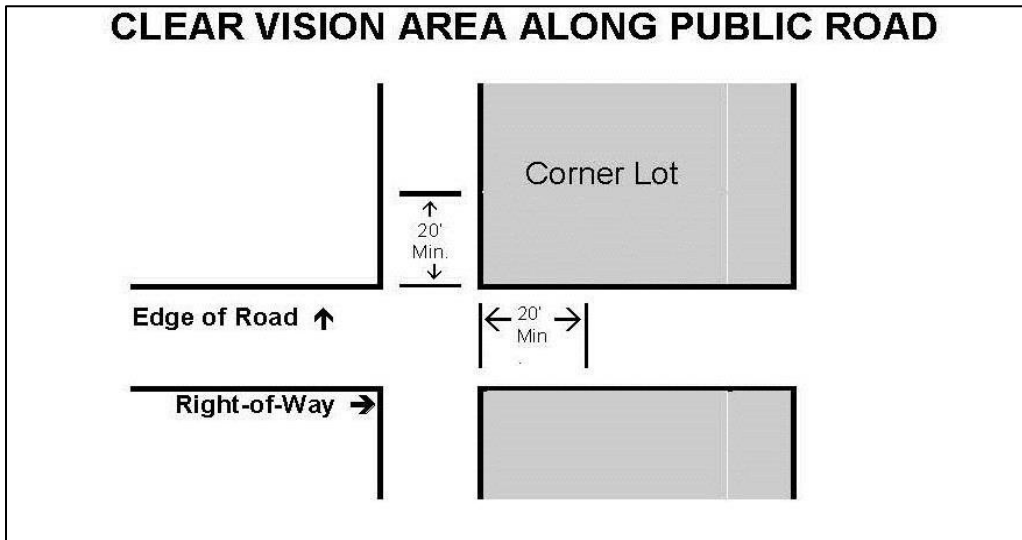 CLEAR VISION AREA ALONG PUBLIC ROAD
Corner Lot
20'
Min.
Edge of Road ↑
20'
Min
.
Right-of-Way →